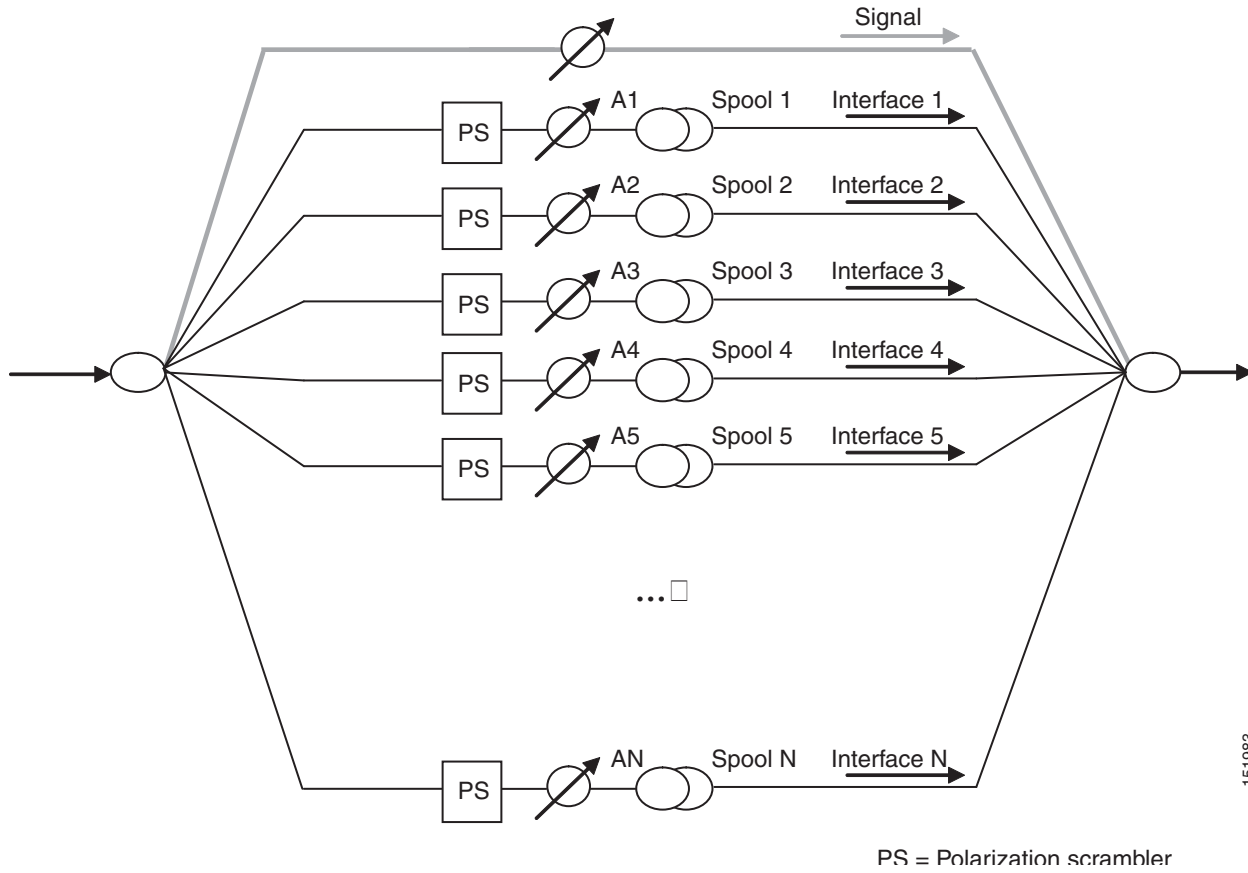 Signal
PS A1 Spool 1 Interface 1
PS A2 Spool 2 Interface 2
PS A3 Spool 3 Interface 3
PS A4 Spool 4 Interface 4
PS A5 Spool 5 Interface 5
...
PS AN Spool N Interface N
151983
PS = Polarization scrambler